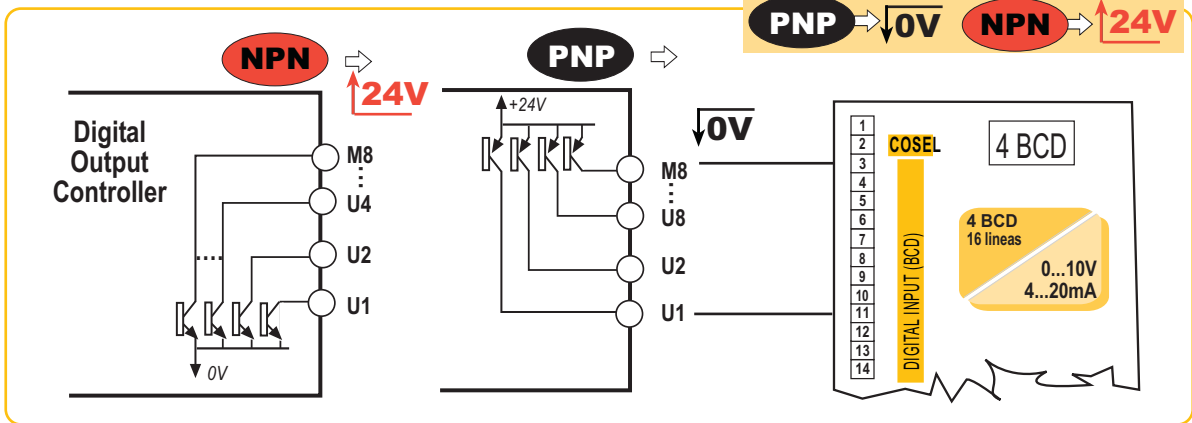 PNP ⇨ 0V NPN ⇨ 24V
NPN
24V
Digital
Output
Controller
M8
U4
U2
U1
0V
PNP
+24V
0V
M8
U8
U2
U1
1
2
3
4
5
6
7
8
9
10
11
12
13
14
COSEL
DIGITAL INPUT (BCD)
4 BCD
4 BCD
16 lineas
0...10V
4...20mA